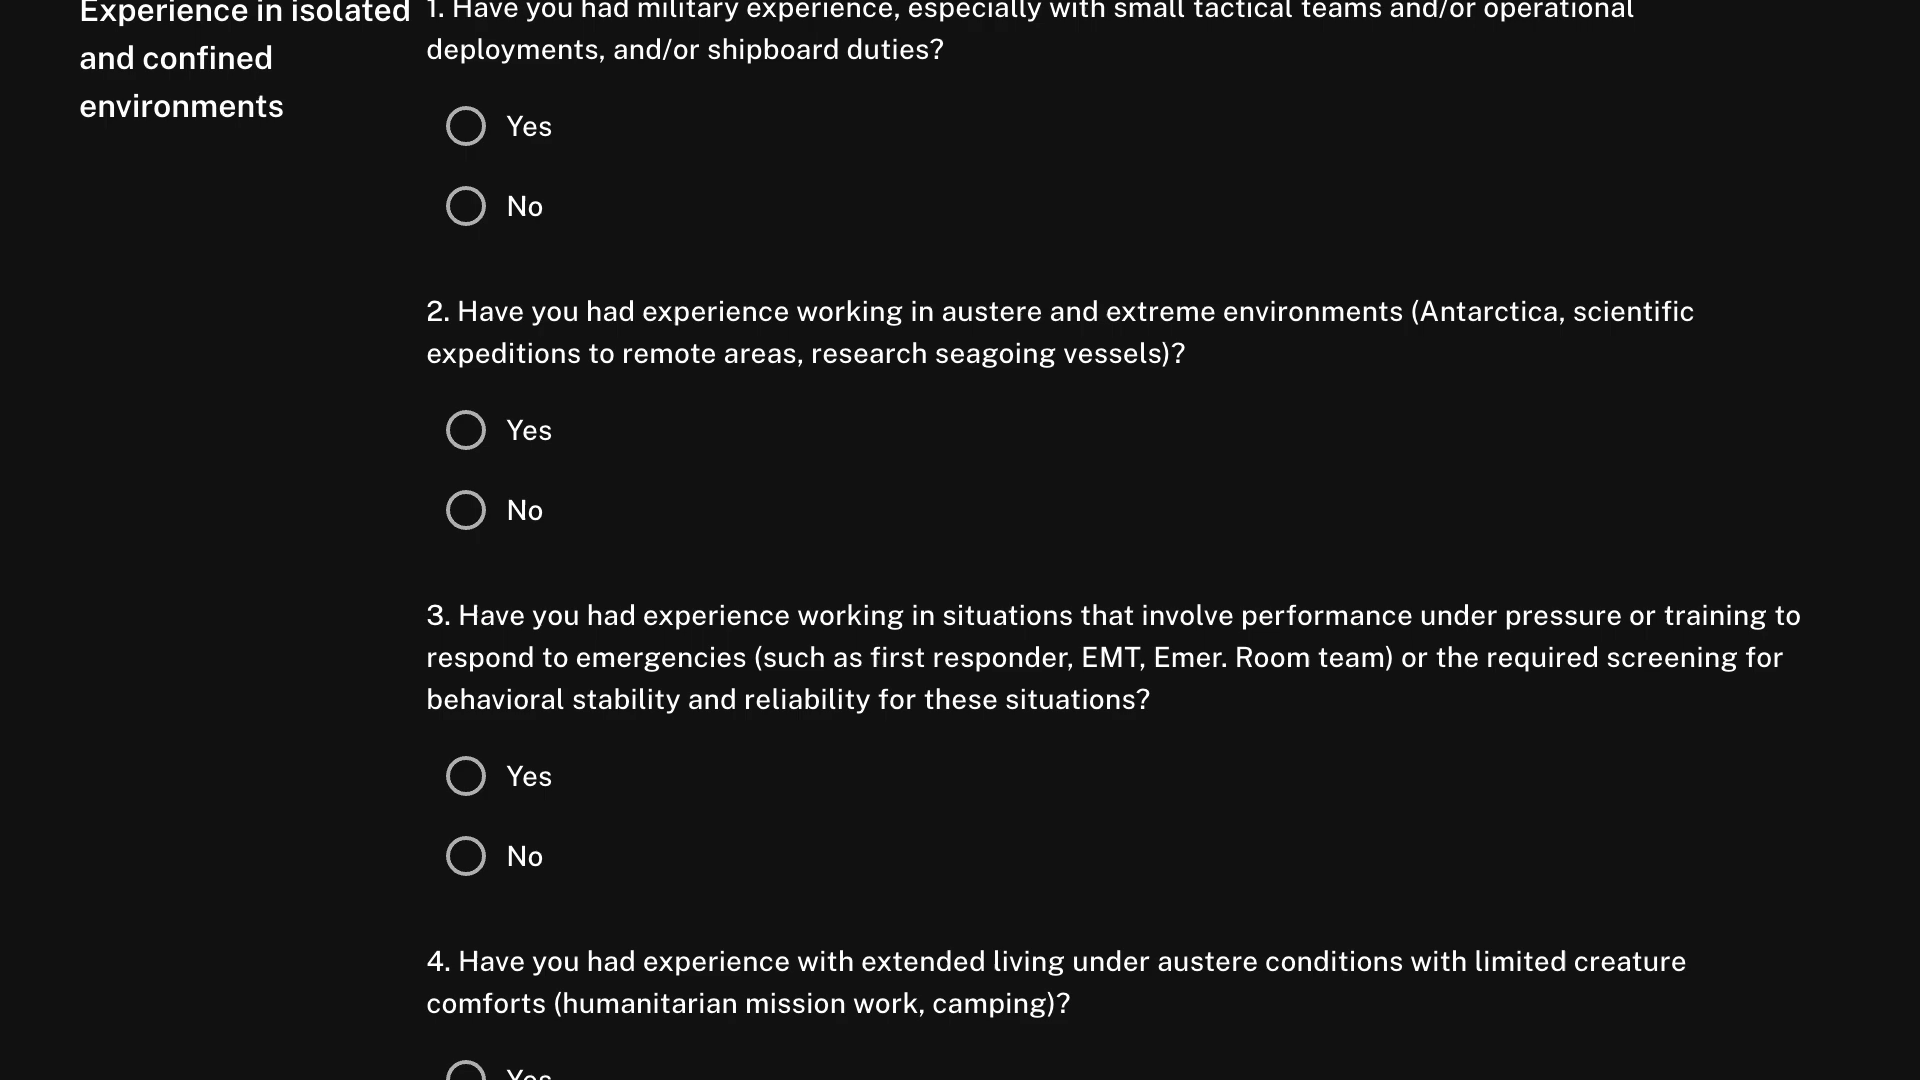 Experience in isolated
and confined
environments
1. Have you had military experience, especially with small tactical teams and/or operational
deployments, and/or shipboard duties?
Yes
No
2. Have you had experience working in austere and extreme environments (Antarctica, scientific
expeditions to remote areas, research seagoing vessels)?
Yes
No
3. Have you had experience working in situations that involve performance under pressure or training to
respond to emergencies (such as first responder, EMT, Emer. Room team) or the required screening for
behavioral stability and reliability for these situations?
Yes
No
4. Have you had experience with extended living under austere conditions with limited creature
comforts (humanitarian mission work, camping)?
Yes